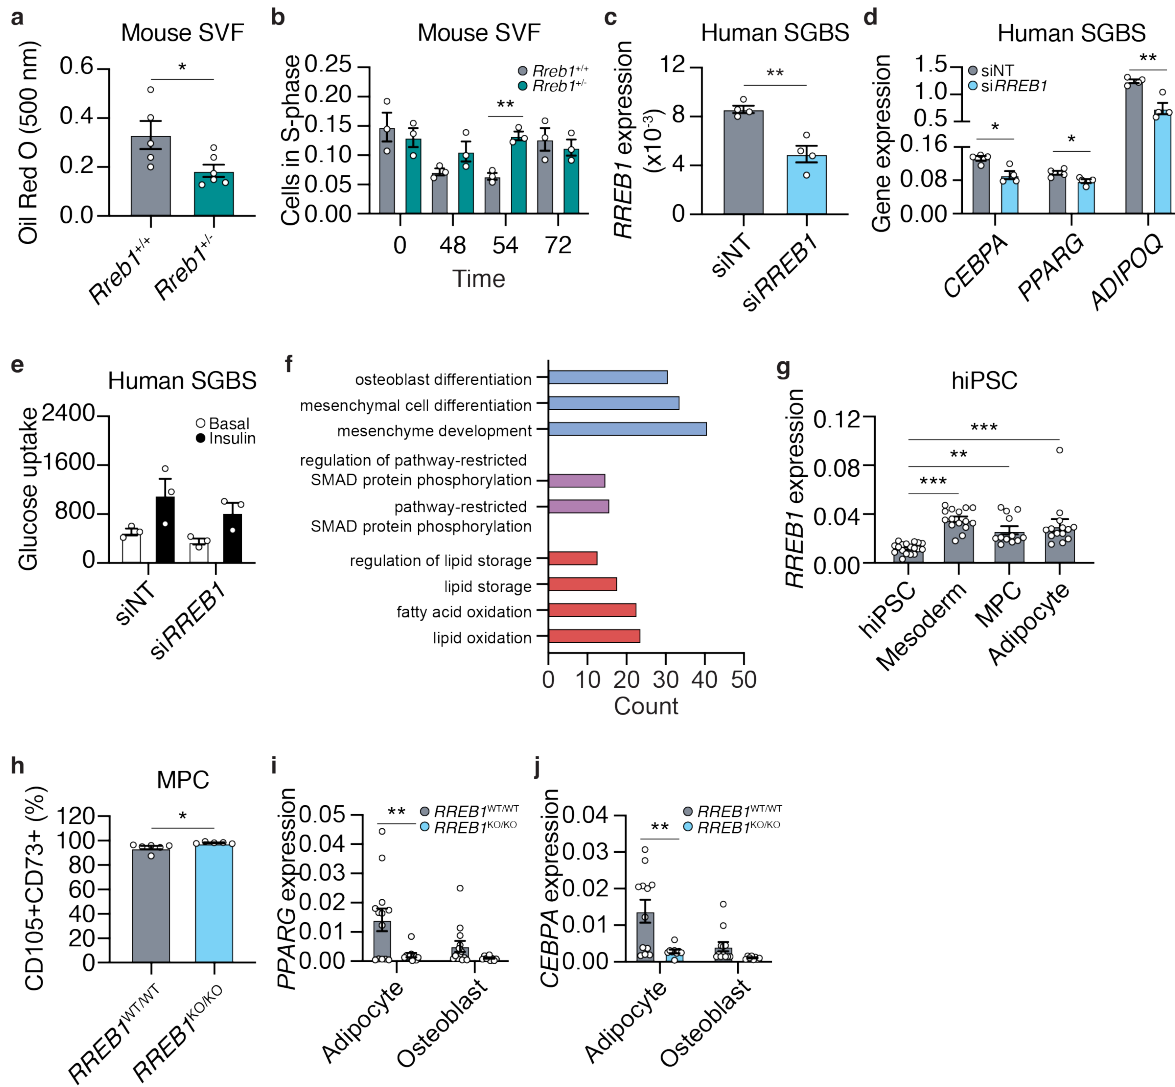 a
Mouse SVF
Oil Red O (500 nm)
0.6
0.4
0.2
0.0
*
Rreb1+/+
Rreb1+/-
b
Mouse SVF
Cells in S-phase
0.25
0.20
0.15
0.10
0.05
0.00
Rreb1+/+
Rreb1+/-
**
0 48 54 72
Time
c
Human SGBS
RREB1 expression
(x10-3)
12
8
4
0
**
siNT
siRREB1
d
Human SGBS
Gene expression
1.5
1.0
0.5
0.16
0.08
0.00
siNT
siRREB1
**
*
*
CEBPA
PPARG
ADIPOQ
e
Human SGBS
Glucose uptake
2400
1600
800
0
Basal
Insulin
siNT
siRREB1
f
osteoblast differentiation
mesenchymal cell differentiation
mesenchyme development
regulation of pathway-restricted
SMAD protein phosphorylation
pathway-restricted
SMAD protein phosphorylation
regulation of lipid storage
lipid storage
fatty acid oxidation
lipid oxidation
0 10 20 30 40 50
Count
g
hiPSC
RREB1 expression
0.12
0.08
0.04
0.00
***
**
***
hiPSC
Mesoderm
MPC
Adipocyte
h
MPC
CD105+CD73+ (%)
120
100
80
60
40
20
0
*
RREB1WT/WT
RREB1KO/KO
i
PPARG expression
0.05
0.04
0.03
0.02
0.01
0.00
**
RREB1WT/WT
RREB1KO/KO
Adipocyte
Osteoblast
j
CEBPA expression
0.04
0.03
0.02
0.01
0.00
**
RREB1WT/WT
RREB1KO/KO
Adipocyte
Osteoblast